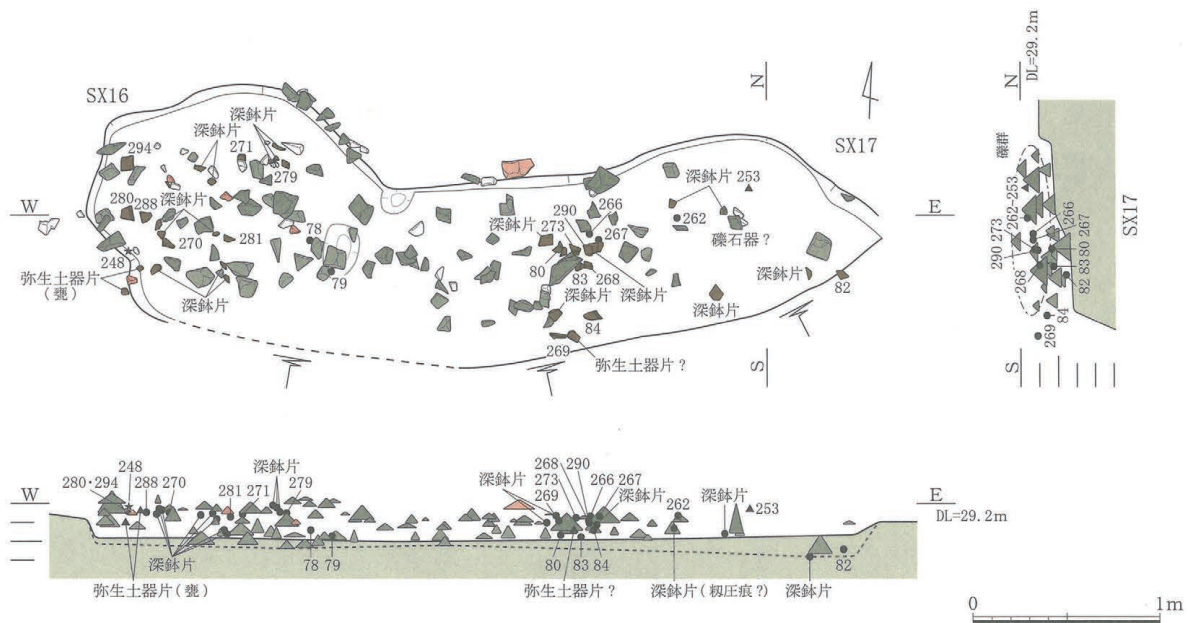 SX16
深鉢片
深鉢片
294
271
279
深鉢片
280
288
W
270
281
78
248
79
弥生土器片
(甕)
深鉢片
N
SX17
深鉢片
253
262
礫石器？
E
290
266
深鉢片
273
267
80
83
268
深鉢片
深鉢片
84
269
弥生土器片？
深鉢片
82
深鉢片
S
DL=29.2m
N
礫群
262-253
266
267
290
273
80
83
82
268
84
269
S
SX17
W
280・294
248
288
270
281
271
深鉢片
279
深鉢片
弥生土器片(甕)
78
79
深鉢片
268
290
273
266
267
269
深鉢片
262
深鉢片
253
E
DL=29.2m
80
83
84
82
弥生土器片？
深鉢片(籾圧痕？)
深鉢片
0
1m